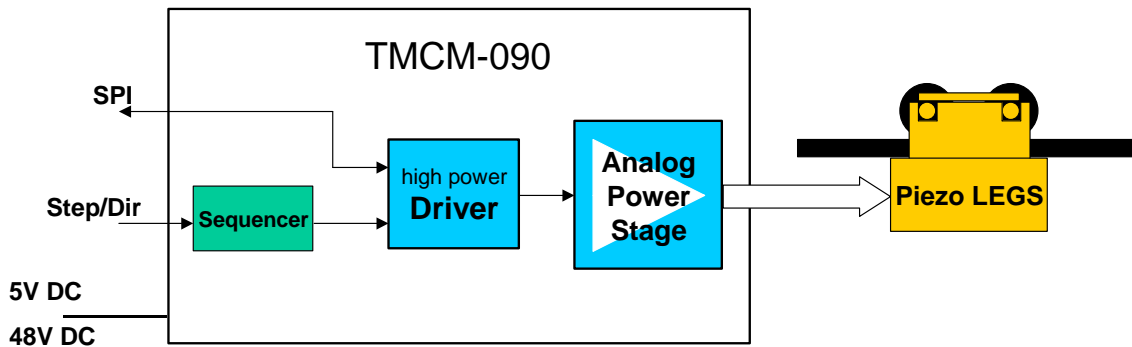 TMCM-090
SPI
Step/Dir
Sequencer
high power
Driver
Analog
Power
Stage
Piezo LEGS
5V DC
48V DC